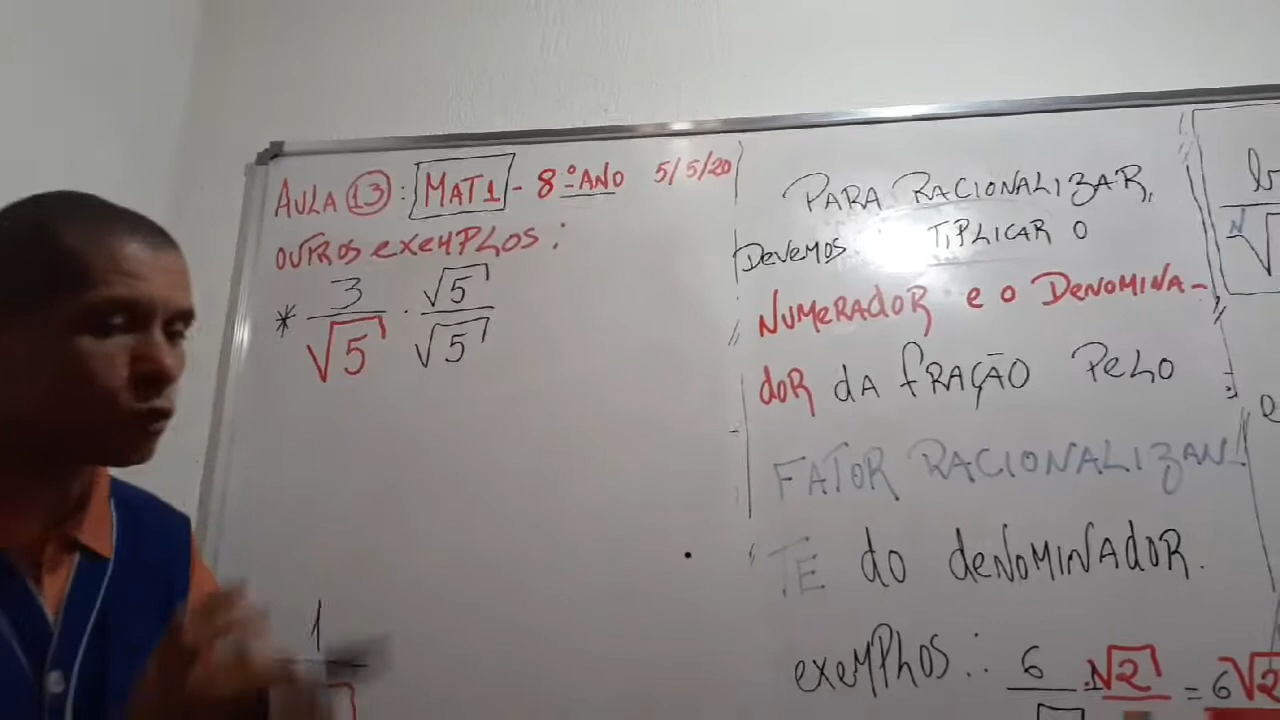 AULA 13: MAT1 - 8º ANO 5/5/20
OUTROS EXEMPLOS:
* 3/√5 · √5/√5
1
PARA RACIONALIZAR,
DEVEMOS TIPLICAR O
NUMERADOR E O DENOMINA-
DOR DA FRAÇÃO PELO
FATOR RACIONALIZAN
TE DO DENOMINADOR.
EXEMPLOS: 6 · √2 = 6√2
N√